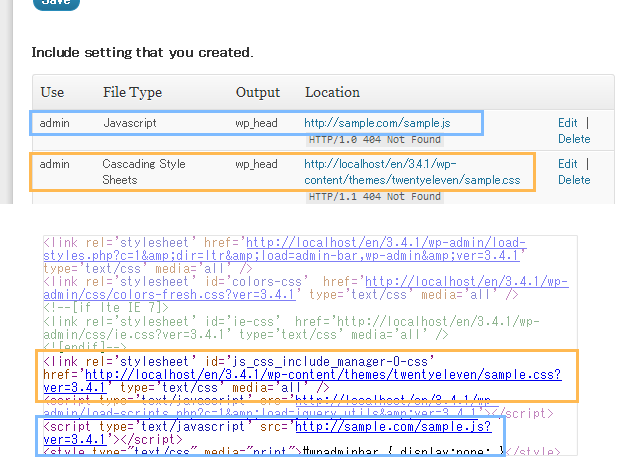 Save
Include setting that you created.
Use File Type Output Location
admin Javascript wp_head http://sample.com/sample.js Edit |
HTTP/1.0 404 Not Found Delete
admin Cascading Style wp_head http://localhost/en/3.4.1/wp- Edit |
Sheets content/themes/twentyeleven/sample.css Delete
HTTP/1.1 404 Not Found
<link rel='stylesheet' href='http://localhost/en/3.4.1/wp-admin/load-
styles.php?c=1&amp;dir=ltr&amp;load=admin-bar,wp-admin&amp;ver=3.4.1'
type='text/css' media='all' />
<link rel='stylesheet' id='colors-css'  href='http://localhost/en/3.4.1/wp-
admin/css/colors-fresh.css?ver=3.4.1' type='text/css' media='all' />
<!--[if lte IE 7]>
<link rel='stylesheet' id='ie-css'  href='http://localhost/en/3.4.1/wp-
admin/css/ie.css?ver=3.4.1' type='text/css' media='all' />
<![endif]-->
<link rel='stylesheet' id='js_css_include_manager-0-css'
href='http://localhost/en/3.4.1/wp-content/themes/twentyeleven/sample.css?
ver=3.4.1' type='text/css' media='all' />
<script type='text/javascript' src='http://localhost/en/3.4.1/wp-
admin/load-scripts.php?c=1&amp;load=jquery,utils&amp;ver=3.4.1'></script>
<script type='text/javascript' src='http://sample.com/sample.js?
ver=3.4.1'></script>
<style type="text/css" media="print">#wpadminbar { display:none; }</style>